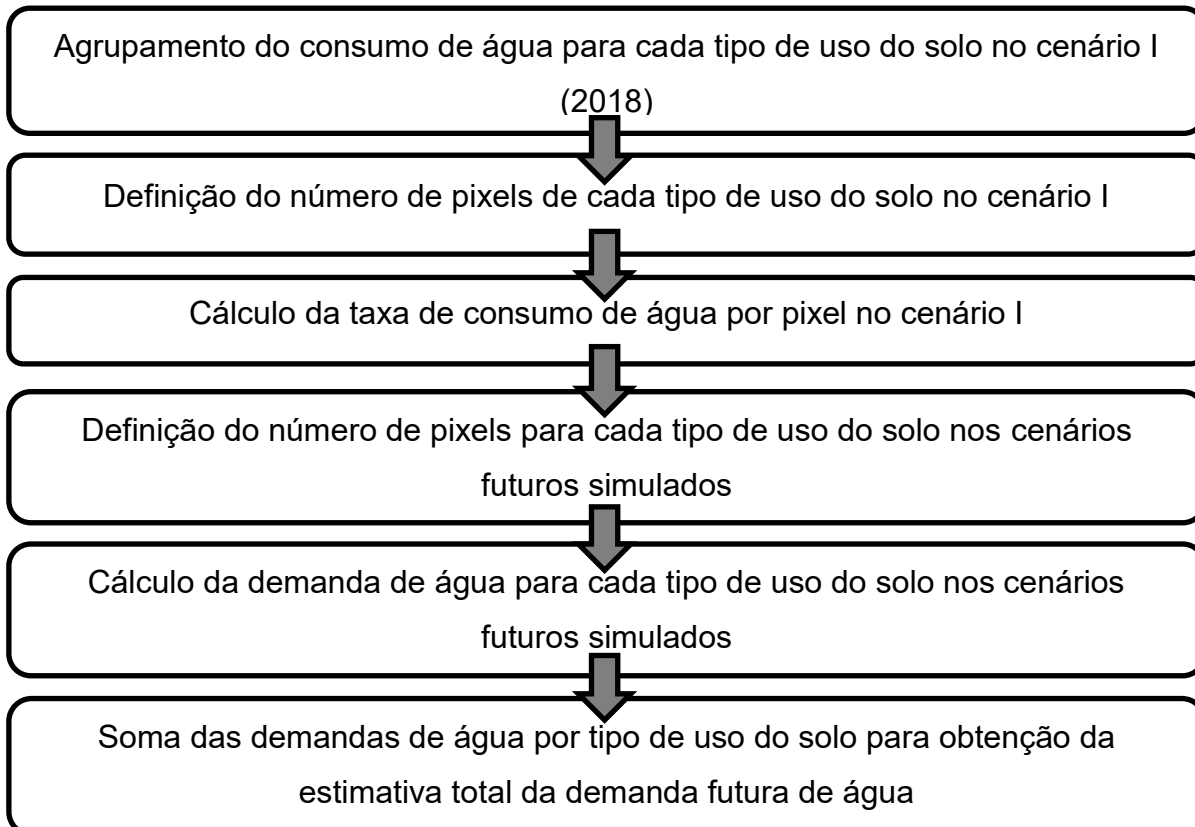 Agrupamento do consumo de água para cada tipo de uso do solo no cenário I
(2018)
Definição do número de pixels de cada tipo de uso do solo no cenário I
Cálculo da taxa de consumo de água por pixel no cenário I
Definição do número de pixels para cada tipo de uso do solo nos cenários
futuros simulados
Cálculo da demanda de água para cada tipo de uso do solo nos cenários
futuros simulados
Soma das demandas de água por tipo de uso do solo para obtenção da
estimativa total da demanda futura de água